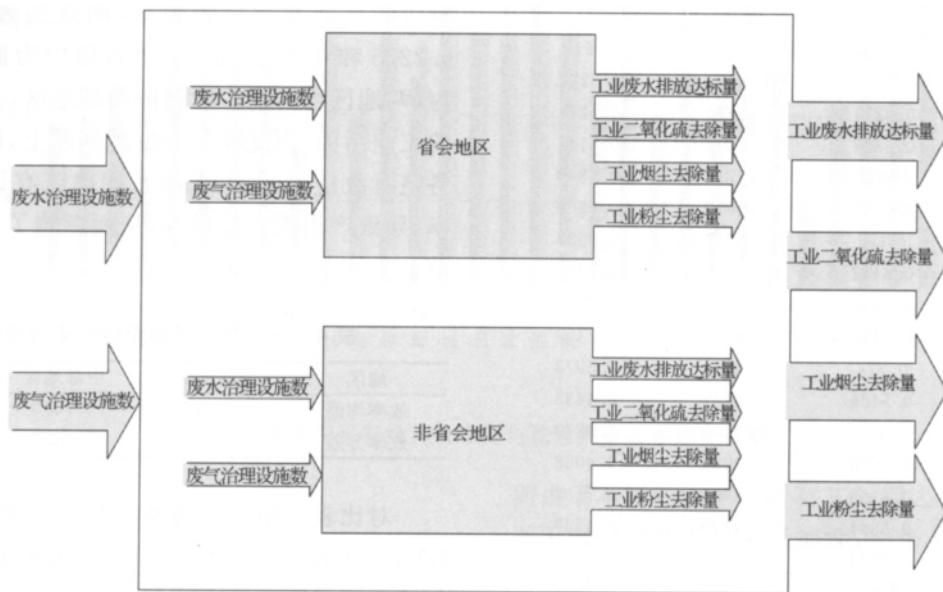 废水治理设施数
废气治理设施数
废水治理设施数
废气治理设施数
省会地区
工业废水排放达标量
工业二氧化硫去除量
工业烟尘去除量
工业粉尘去除量
废水治理设施数
废气治理设施数
非省会地区
工业废水排放达标量
工业二氧化硫去除量
工业烟尘去除量
工业粉尘去除量
工业废水排放达标量
工业二氧化硫去除量
工业烟尘去除量
工业粉尘去除量